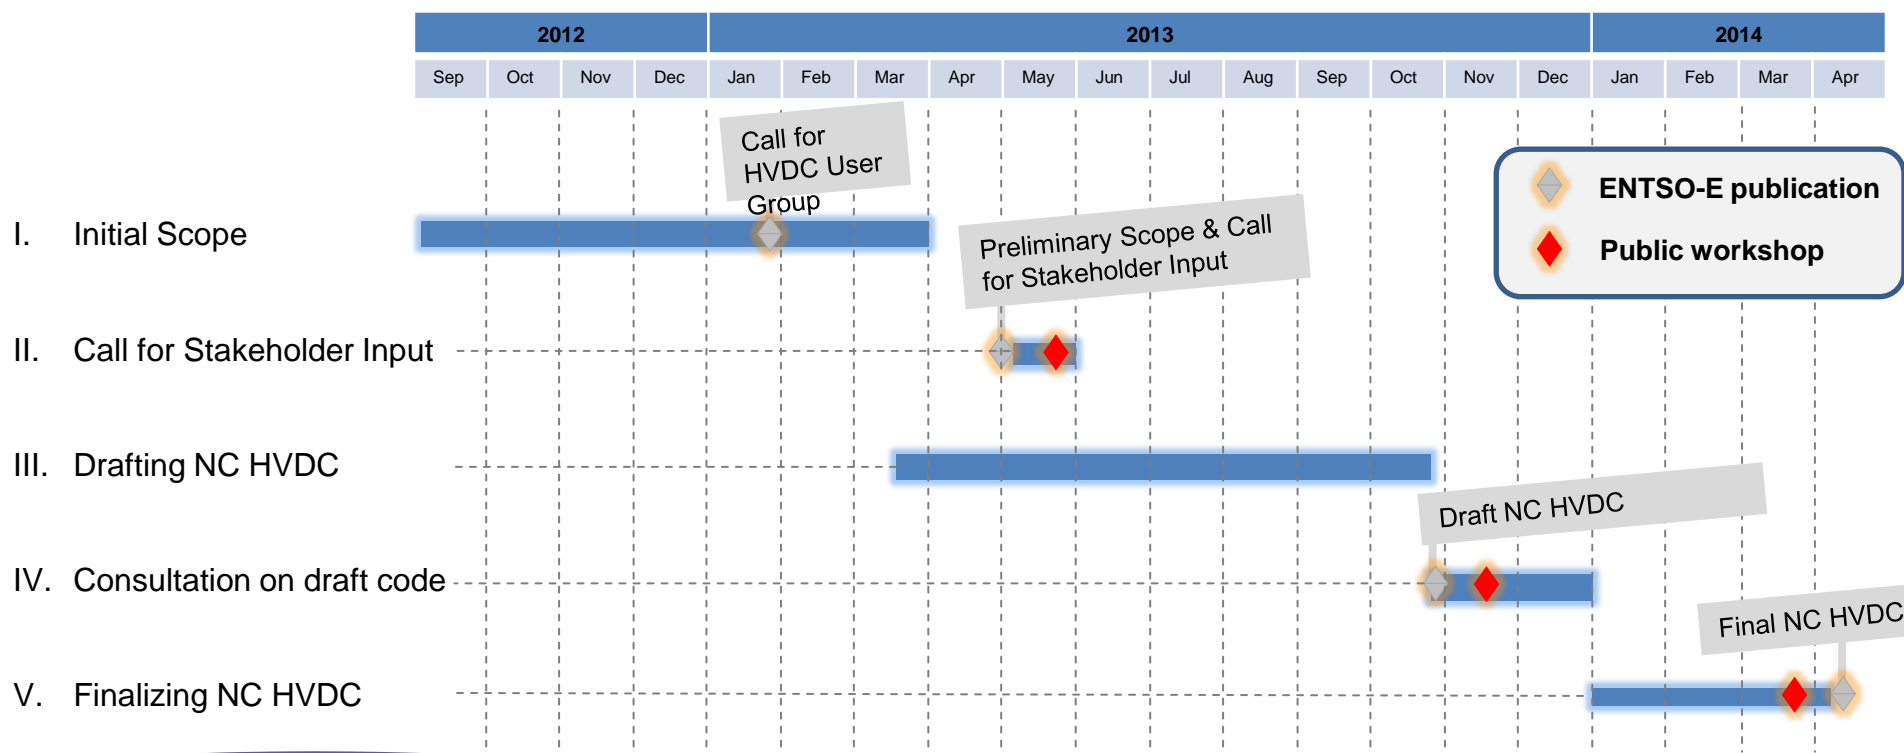 2012 2013 2014
Sep Oct Nov Dec Jan Feb Mar Apr May Jun Jul Aug Sep Oct Nov Dec Jan Feb Mar Apr
Call for
HVDC User
Group
ENTSO-E publication
Public workshop
I. Initial Scope
Preliminary Scope & Call
for Stakeholder Input
II. Call for Stakeholder Input
III. Drafting NC HVDC
Draft NC HVDC
IV. Consultation on draft code
Final NC HVDC
V. Finalizing NC HVDC